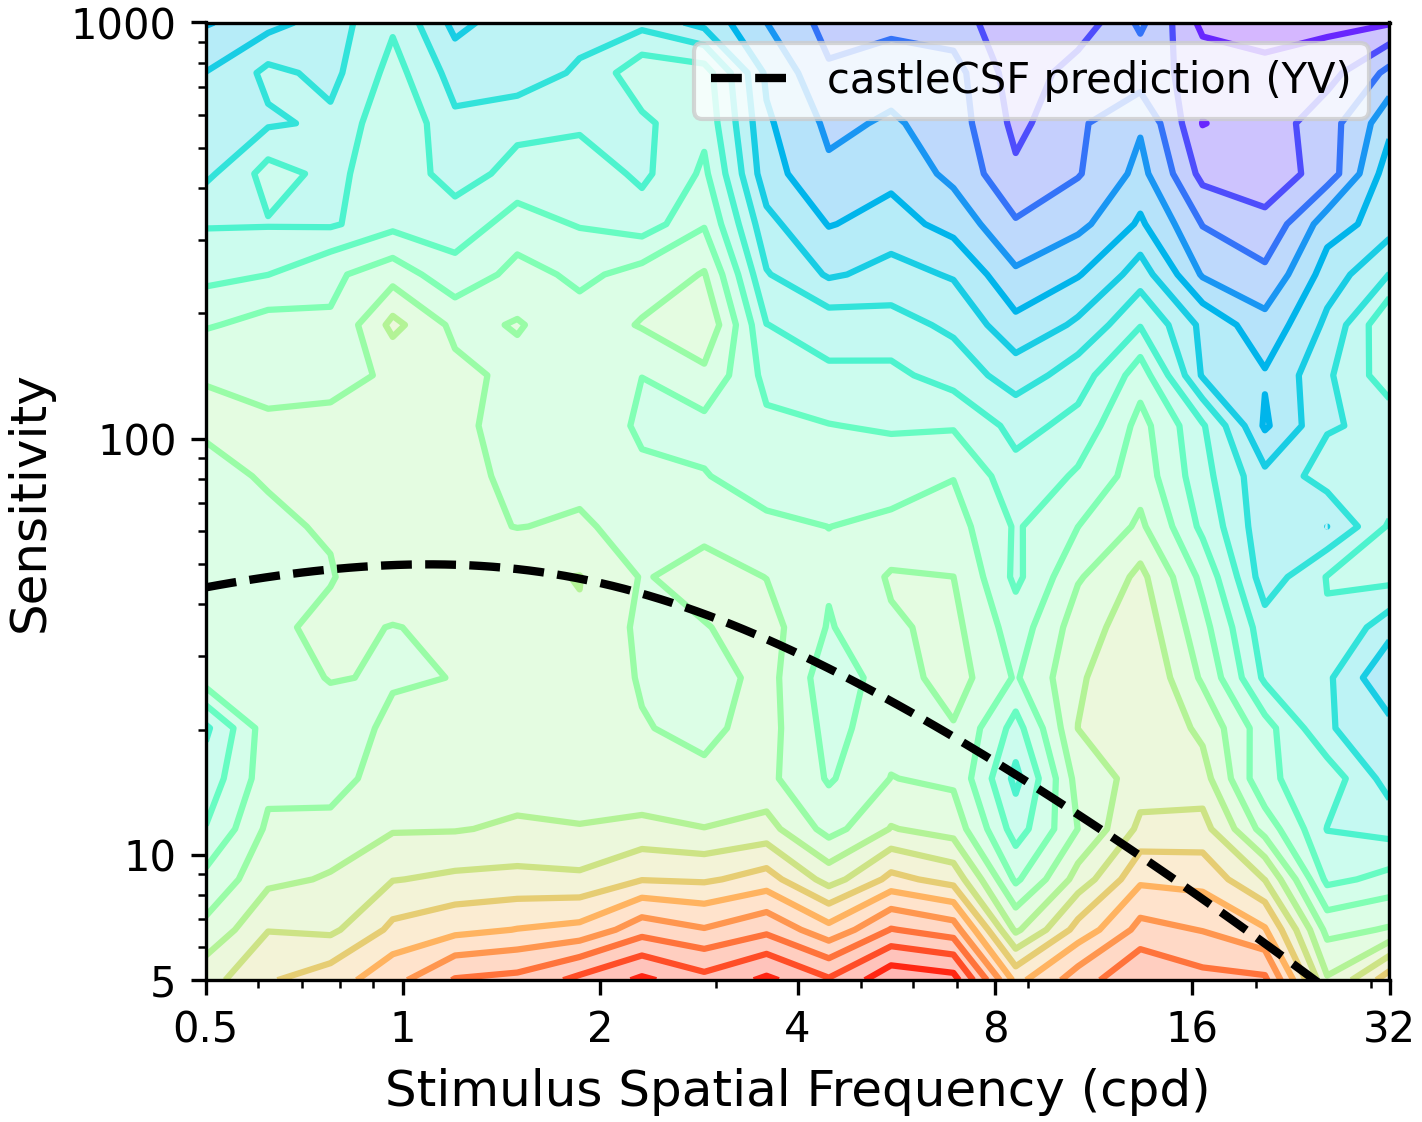 1000
castleCSF prediction (YV)
Sensitivity
100
10
5
0.5 1 2 4 8 16 32
Stimulus Spatial Frequency (cpd)